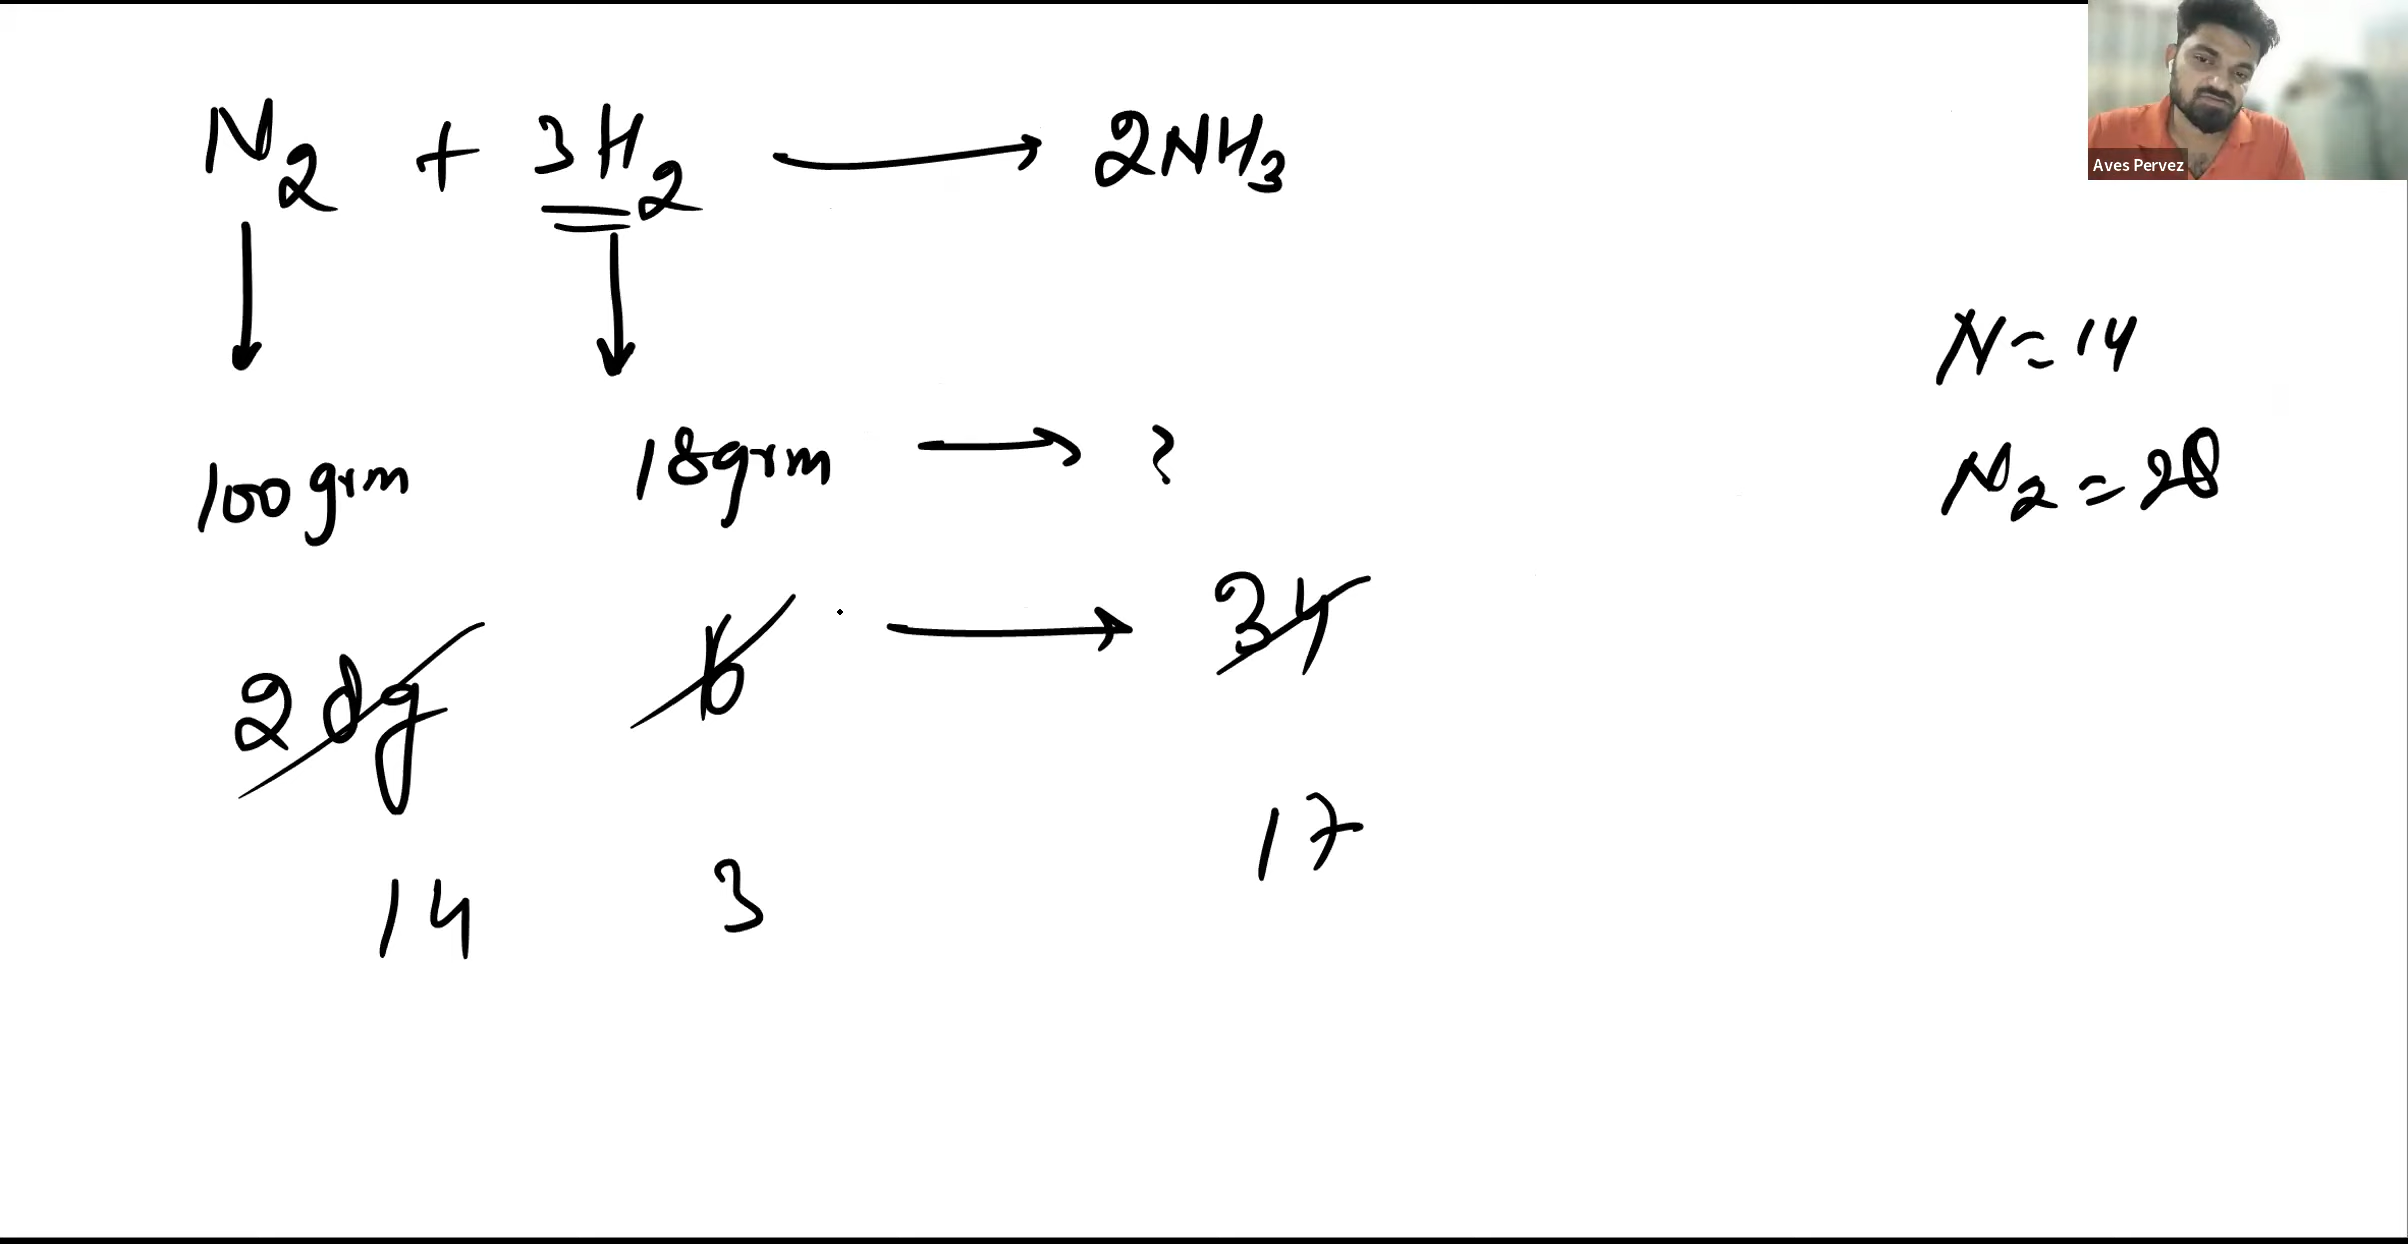 N2 + 3H2 → 2NH3
Aves Pervez
N = 14
N2 = 28
100 grm 18 grm → ?
28g 6 → 34
14 3 17